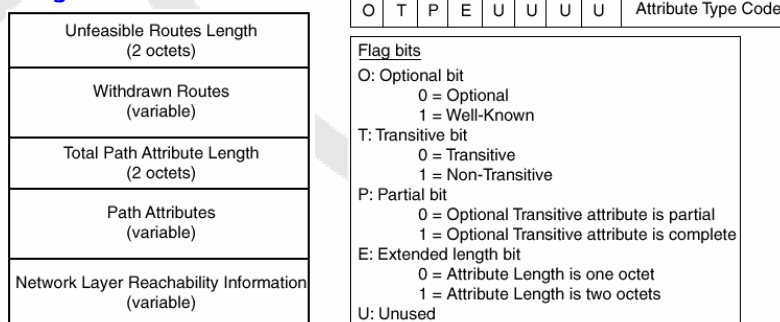 Unfeasible Routes Length
(2 octets)
Withdrawn Routes
(variable)
Total Path Attribute Length
(2 octets)
Path Attributes
(variable)
Network Layer Reachability Information
(variable)
O T P E U U U U Attribute Type Code
Flag bits
O: Optional bit
0 = Optional
1 = Well-Known
T: Transitive bit
0 = Transitive
1 = Non-Transitive
P: Partial bit
0 = Optional Transitive attribute is partial
1 = Optional Transitive attribute is complete
E: Extended length bit
0 = Attribute Length is one octet
1 = Attribute Length is two octets
U: Unused